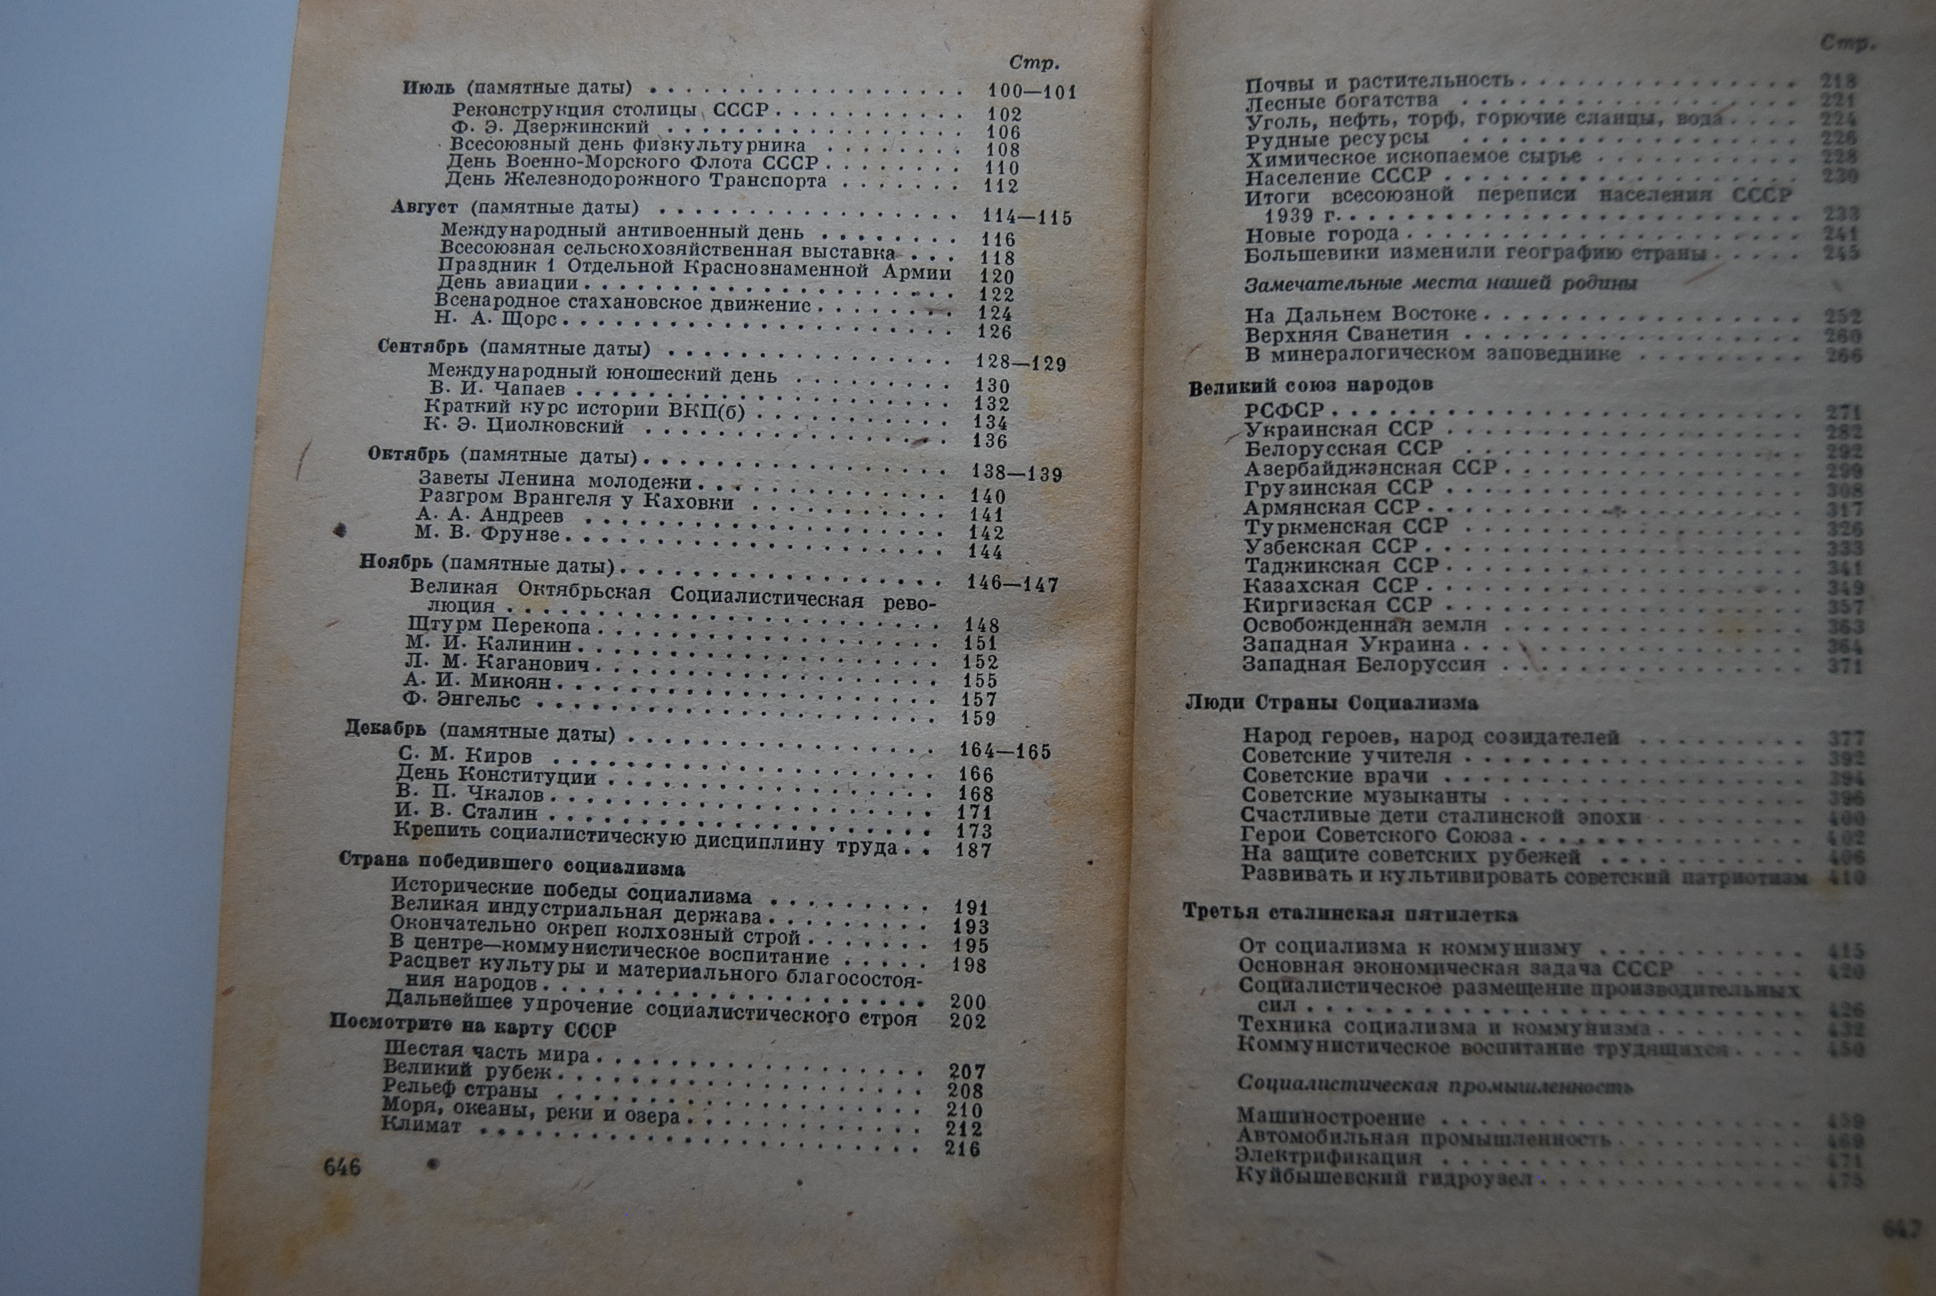 Стр.
Июль (памятные даты) . . . . . . . . . . . . . . . . . . 100—101
Реконструкция столицы СССР . . . . . . . . . . . 102
Ф. Э. Дзержинский . . . . . . . . . . . . . . . . 106
Всесоюзный день физкультурника . . . . . . . . 108
День Военно-Морского Флота СССР . . . . . . . . 110
День Железнодорожного Транспорта . . . . . . . 112
Август (памятные даты) . . . . . . . . . . . . . . . . . 114—115
Международный антивоенный день . . . . . . . . 116
Всесоюзная сельскохозяйственная выставка . . . 118
Праздник 1 Отдельной Краснознаменной Армии 120
День авиации . . . . . . . . . . . . . . . . . . . . 122
Всенародное стахановское движение . . . . . . . . 124
Н. А. Щорс . . . . . . . . . . . . . . . . . . . . . 126
Сентябрь (памятные даты) . . . . . . . . . . . . . . . . 128—129
Международный юношеский день . . . . . . . . . 130
В. И. Чапаев . . . . . . . . . . . . . . . . . . . . 132
Краткий курс истории ВКП(б) . . . . . . . . . . . 134
К. Э. Циолковский . . . . . . . . . . . . . . . . . 136
Октябрь (памятные даты) . . . . . . . . . . . . . . . . . 138—139
Заветы Ленина молодежи . . . . . . . . . . . . . . 140
Разгром Врангеля у Каховки . . . . . . . . . . . 141
А. А. Андреев . . . . . . . . . . . . . . . . . . . 142
М. В. Фрунзе . . . . . . . . . . . . . . . . . . . . 144
Ноябрь (памятные даты) . . . . . . . . . . . . . . . . . . 146—147
Великая Октябрьская Социалистическая рево-
люция . . . . . . . . . . . . . . . . . . . . . . 148
Штурм Перекопа . . . . . . . . . . . . . . . . . . 151
М. И. Калинин . . . . . . . . . . . . . . . . . . . 152
Л. М. Каганович . . . . . . . . . . . . . . . . . . 155
А. И. Микоян . . . . . . . . . . . . . . . . . . . . 157
Ф. Энгельс . . . . . . . . . . . . . . . . . . . . . 159
Декабрь (памятные даты) . . . . . . . . . . . . . . . . . 164—165
С. М. Киров . . . . . . . . . . . . . . . . . . . . 166
День Конституции . . . . . . . . . . . . . . . . . 168
В. П. Чкалов . . . . . . . . . . . . . . . . . . . . 171
И. В. Сталин . . . . . . . . . . . . . . . . . . . . 173
Крепить социалистическую дисциплину труда . . 187
Страна победившего социализма
Исторические победы социализма . . . . . . . . . 191
Великая индустриальная держава . . . . . . . . . 193
Окончательно окреп колхозный строй . . . . . . . 195
В центре—коммунистическое воспитание . . . . . 198
Расцвет культуры и материального благосостоя-
ния народов . . . . . . . . . . . . . . . . . . . . 200
Дальнейшее упрочение социалистического строя 202
Посмотрите на карту СССР
Шестая часть мира . . . . . . . . . . . . . . . . . . 207
Великий рубеж . . . . . . . . . . . . . . . . . . . . 208
Рельеф страны . . . . . . . . . . . . . . . . . . . . 210
Моря, океаны, реки и озера . . . . . . . . . . . . . 212
Климат . . . . . . . . . . . . . . . . . . . . . . . . 216
646
Стр.
Почвы и растительность . . . . . . . . . . . . . . . 218
Лесные богатства . . . . . . . . . . . . . . . . . . 221
Уголь, нефть, торф, горючие сланцы, вода . . . . 224
Рудные ресурсы . . . . . . . . . . . . . . . . . . 226
Химическое ископаемое сырье . . . . . . . . . . . 228
Население СССР . . . . . . . . . . . . . . . . . . . 230
Итоги всесоюзной переписи населения СССР
1939 г. . . . . . . . . . . . . . . . . . . . . . . . 233
Новые города . . . . . . . . . . . . . . . . . . . . . 241
Большевики изменили географию страны . . . . . 245
Замечательные места нашей родины
На Дальнем Востоке . . . . . . . . . . . . . . . . . 252
Верхняя Сванетия . . . . . . . . . . . . . . . . . . 260
В минералогическом заповеднике . . . . . . . . . 266
Великий союз народов
РСФСР . . . . . . . . . . . . . . . . . . . . . . . . 271
Украинская ССР . . . . . . . . . . . . . . . . . . . 282
Белорусская ССР . . . . . . . . . . . . . . . . . . 292
Азербайджанская ССР . . . . . . . . . . . . . . . . 299
Грузинская ССР . . . . . . . . . . . . . . . . . . . 308
Армянская ССР . . . . . . . . . . . . . . . . . . . . 317
Туркменская ССР . . . . . . . . . . . . . . . . . . 326
Узбекская ССР . . . . . . . . . . . . . . . . . . . . 333
Таджикская ССР . . . . . . . . . . . . . . . . . . . 341
Казахская ССР . . . . . . . . . . . . . . . . . . . . 349
Киргизская ССР . . . . . . . . . . . . . . . . . . . 357
Освобожденная земля . . . . . . . . . . . . . . . . 363
Западная Украина . . . . . . . . . . . . . . . . . . 364
Западная Белоруссия . . . . . . . . . . . . . . . . 371
Люди Страны Социализма
Народ героев, народ созидателей . . . . . . . . . 377
Советские учителя . . . . . . . . . . . . . . . . . . 392
Советские врачи . . . . . . . . . . . . . . . . . . . 394
Советские музыканты . . . . . . . . . . . . . . . . 396
Счастливые дети сталинской эпохи . . . . . . . . 400
Герои Советского Союза . . . . . . . . . . . . . . . 402
На защите советских рубежей . . . . . . . . . . . 406
Развивать и культивировать советский патриотизм 410
Третья сталинская пятилетка
От социализма к коммунизму . . . . . . . . . . . 415
Основная экономическая задача СССР . . . . . . 420
Социалистическое размещение производительных
сил . . . . . . . . . . . . . . . . . . . . . . . . . 426
Техника социализма и коммунизма . . . . . . . . 432
Коммунистическое воспитание трудящихся . . . . 450
Социалистическая промышленность
Машиностроение . . . . . . . . . . . . . . . . . . . 459
Автомобильная промышленность . . . . . . . . . . 469
Электрификация . . . . . . . . . . . . . . . . . . . 471
Куйбышевский гидроузел . . . . . . . . . . . . . . 475
647